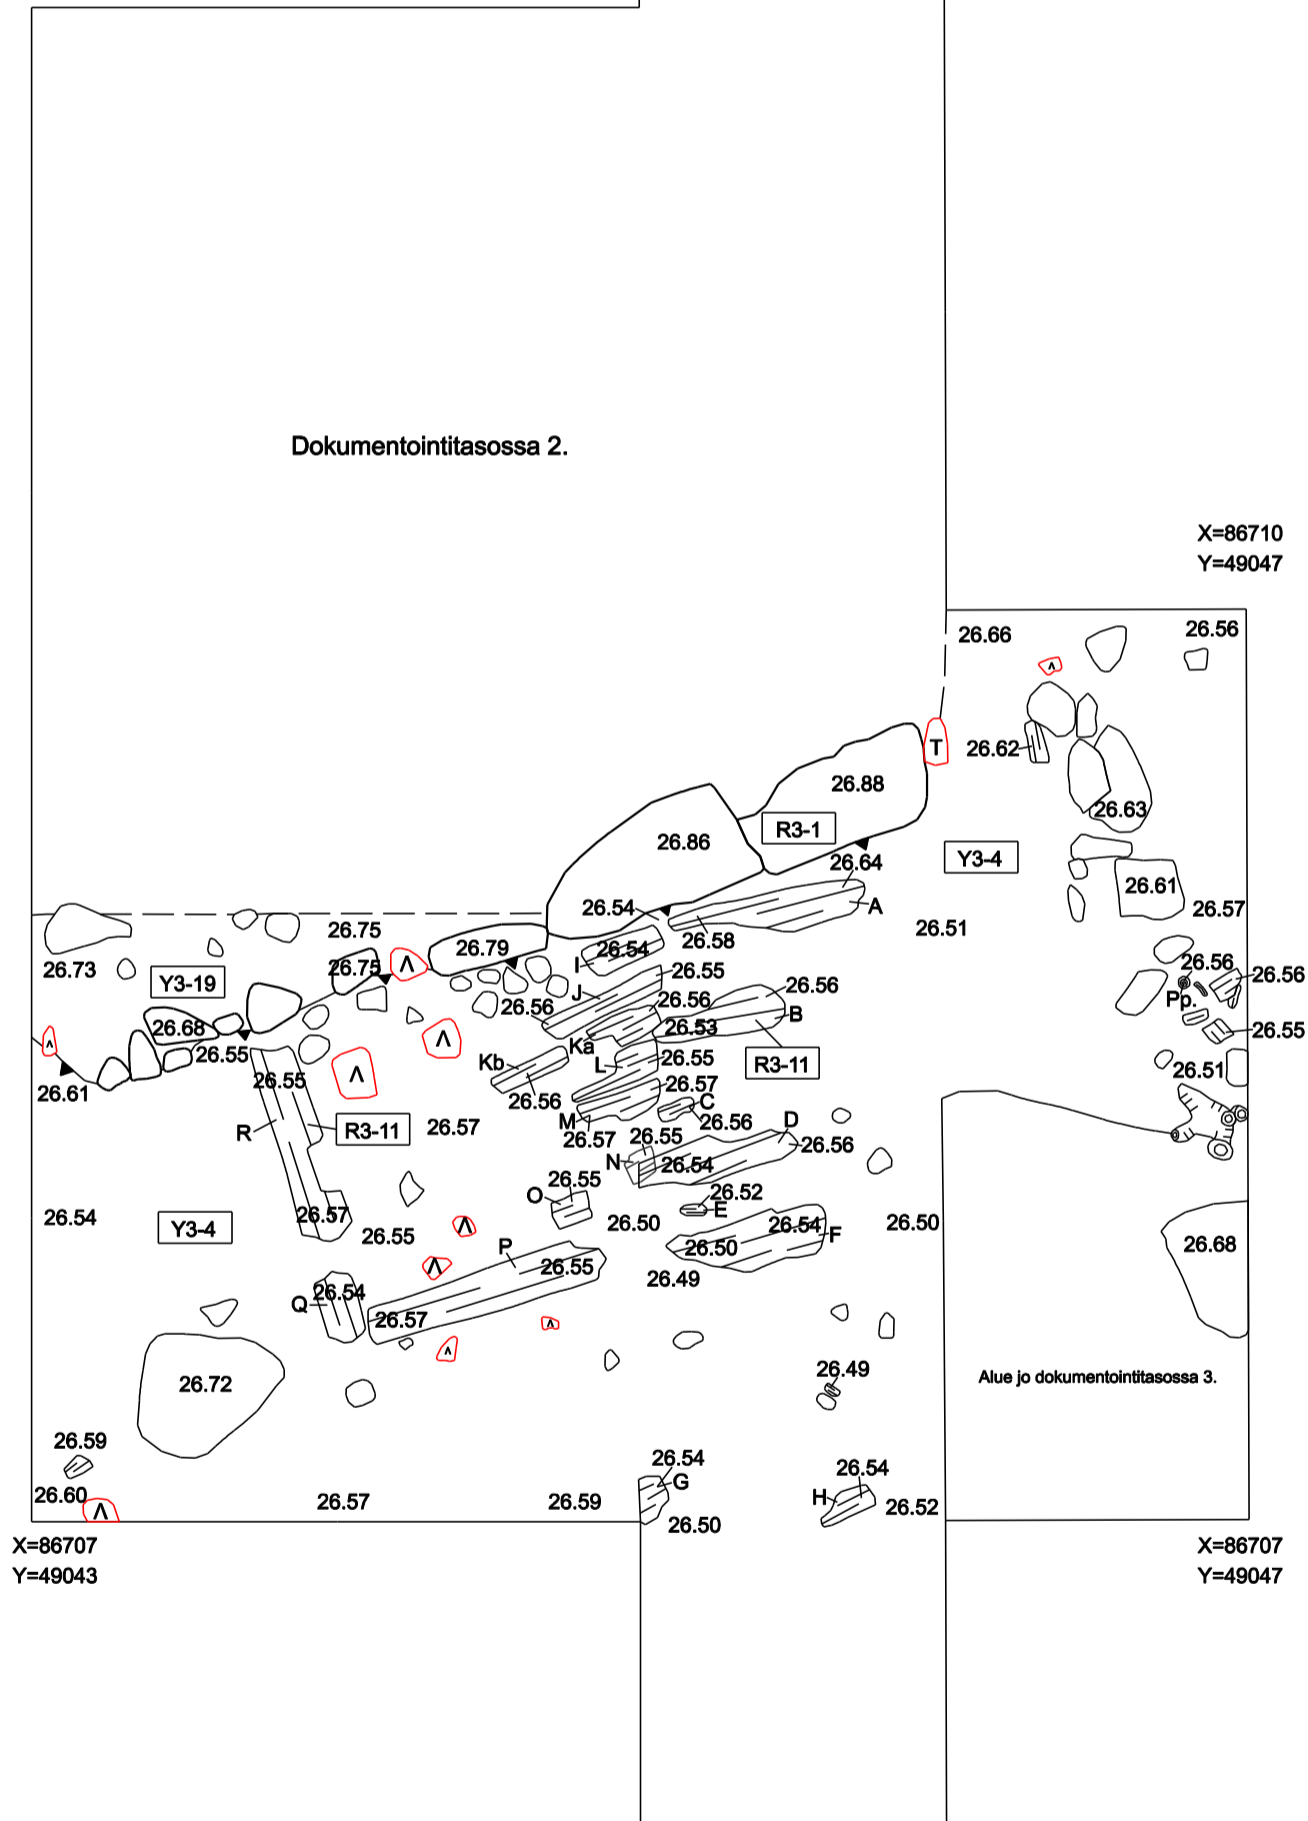 Dokumentointitasossa 2.
X=86710
Y=49047
26.66
26.56
^
T
26.62
26.88
26.63
R3-1
26.86
Y3-4
26.64
26.61
A
26.54
26.57
26.58
26.51
26.75
26.79
26.54
26.73
26.75
^
I
26.55
26.56
26.56
Pp.
Y3-19
J
26.56
26.56
26.56
B
26.68
26.53
26.55
^
^
26.55
Ka
R3-11
Kb
L
26.55
26.51
26.61
26.55
^
26.56
26.57
C
R
R3-11
26.57
M
26.57
26.56
D
26.55
26.56
N
26.54
26.55
O
26.52
E
26.54
Y3-4
26.57
26.55
^
26.50
26.54
F
26.50
26.68
P
26.50
^
26.55
26.49
26.54
Q
26.57
^
^
26.72
26.49
Alue jo dokumentointitasossa 3.
26.59
26.54
G
26.54
H
26.60
^
26.57
26.59
26.52
26.50
X=86707
Y=49043
X=86707
Y=49047